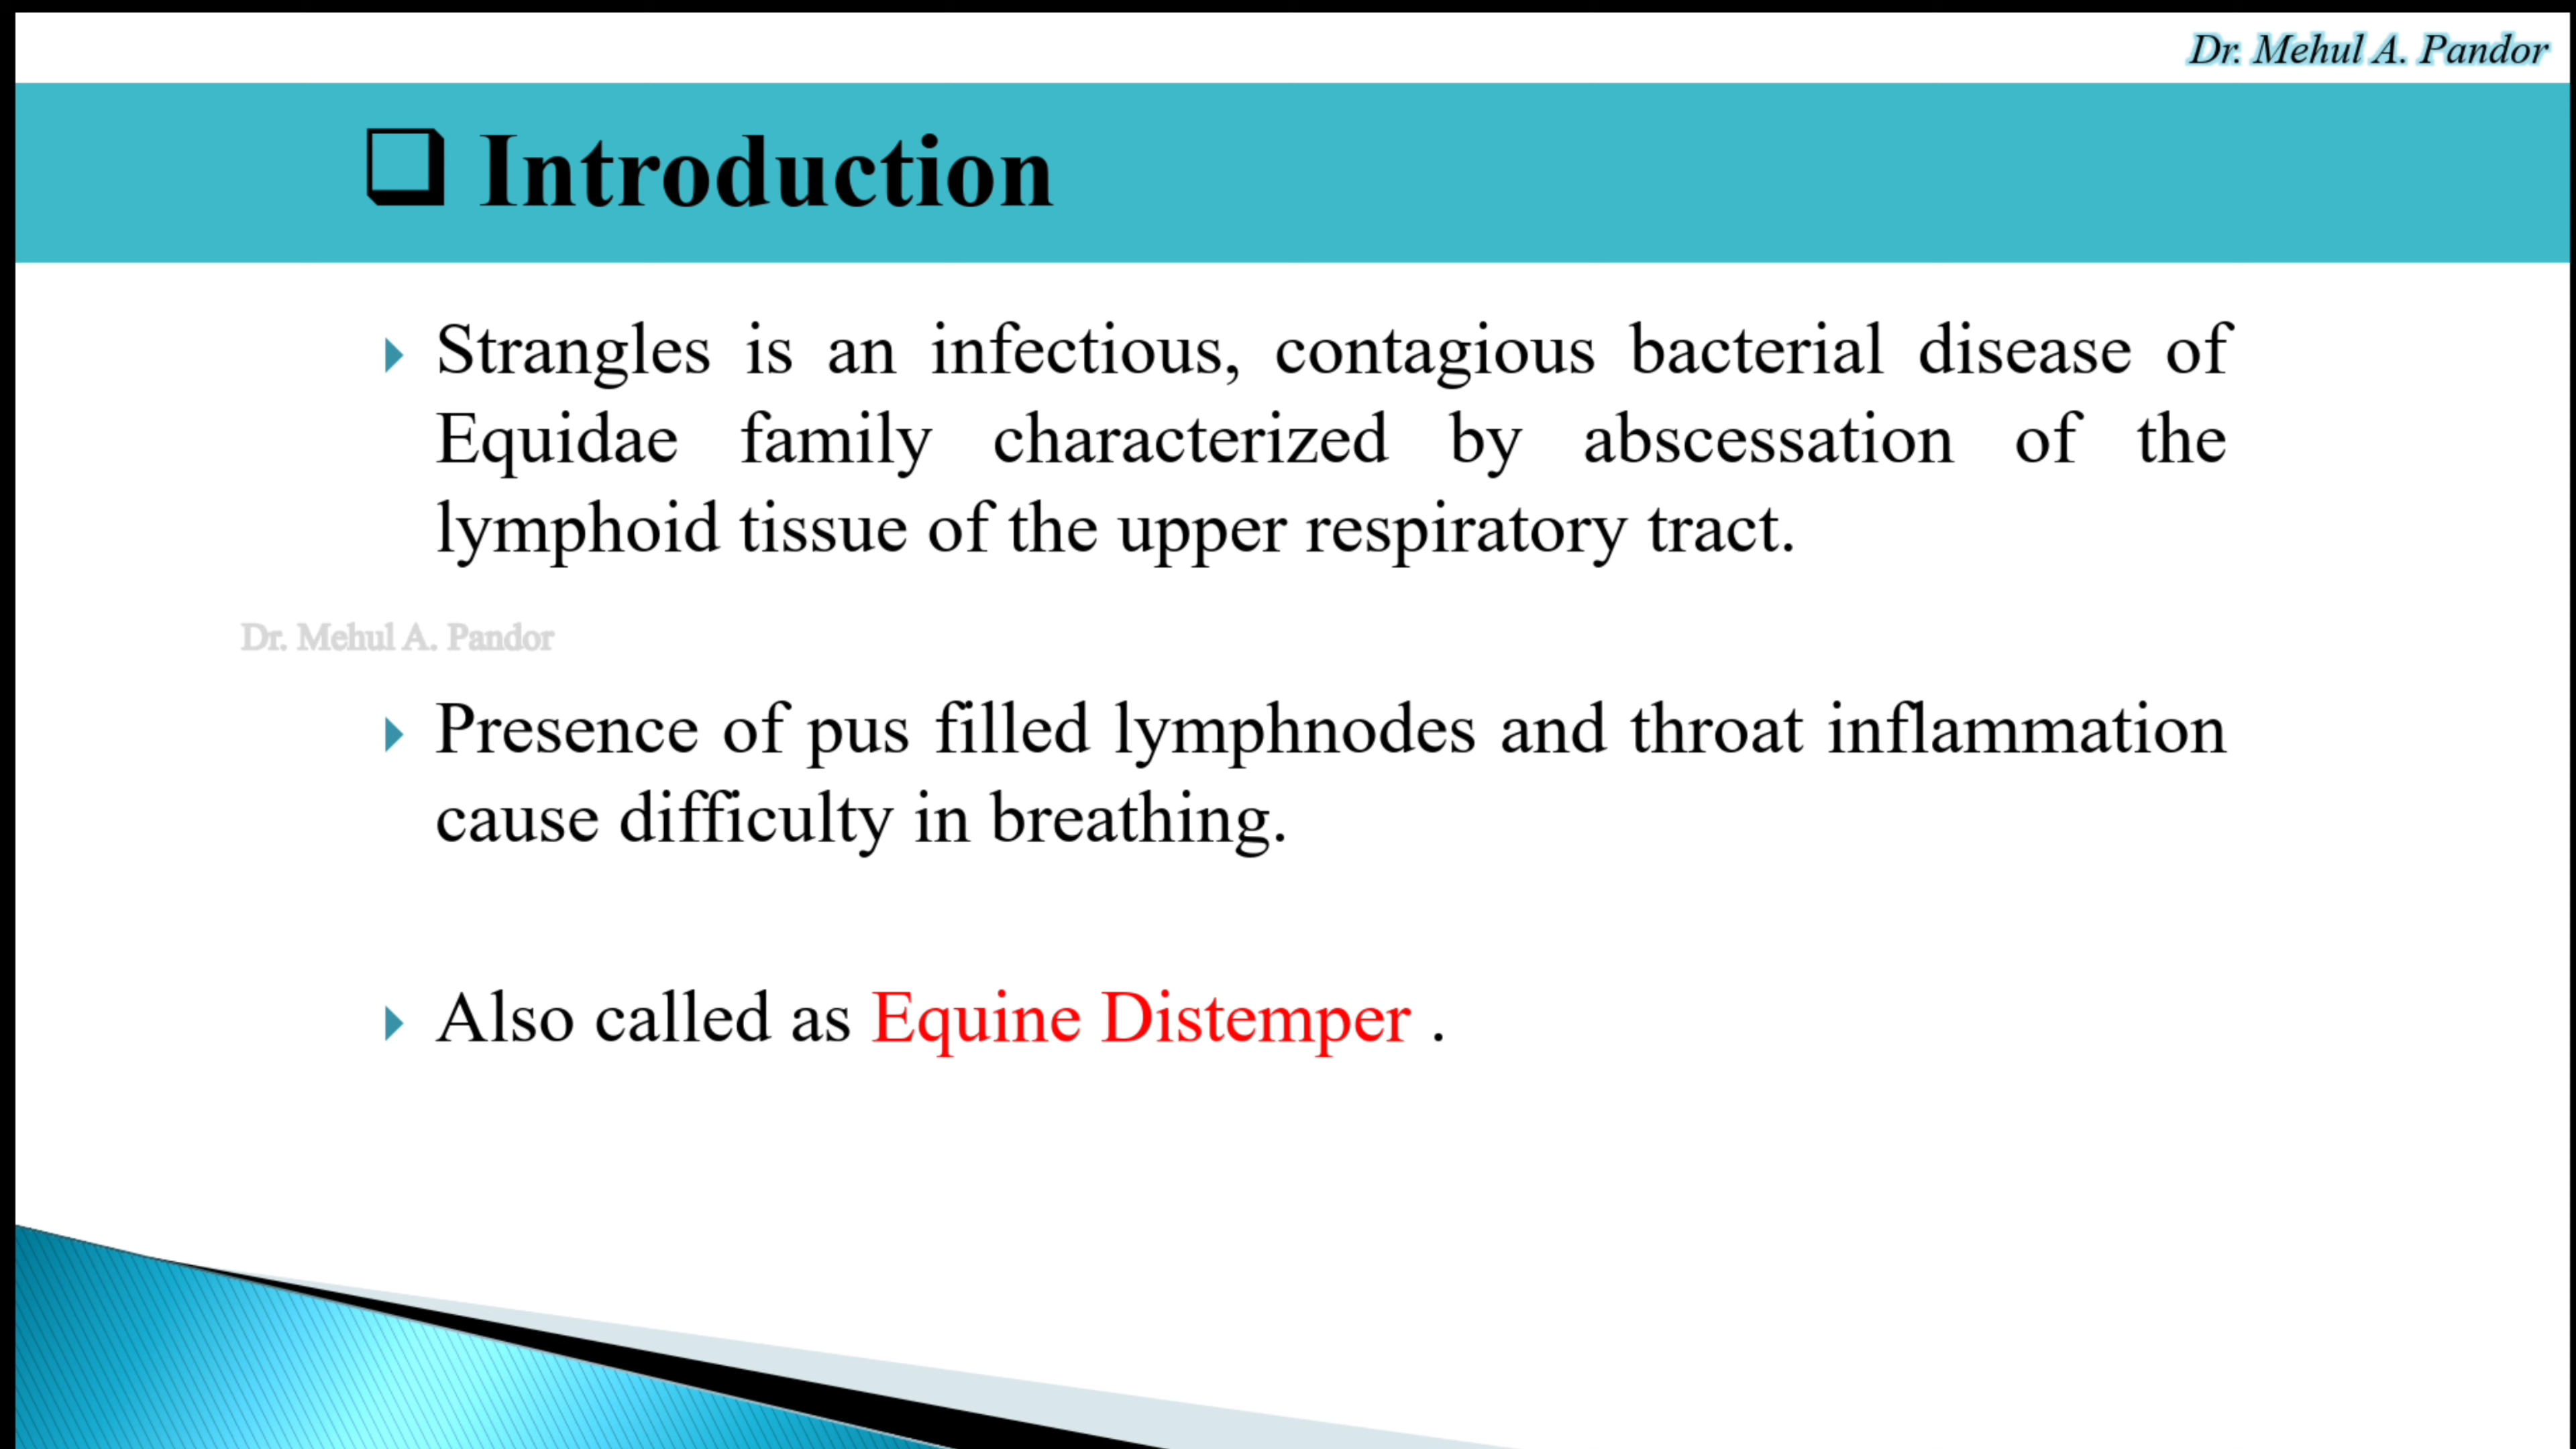 Dr. Mehul A. Pandor
Introduction
Strangles is an infectious, contagious bacterial disease of
Equidae family characterized by abscessation of the
lymphoid tissue of the upper respiratory tract.
Dr. Mehul A. Pandor
Presence of pus filled lymphnodes and throat inflammation
cause difficulty in breathing.
Also called as Equine Distemper .